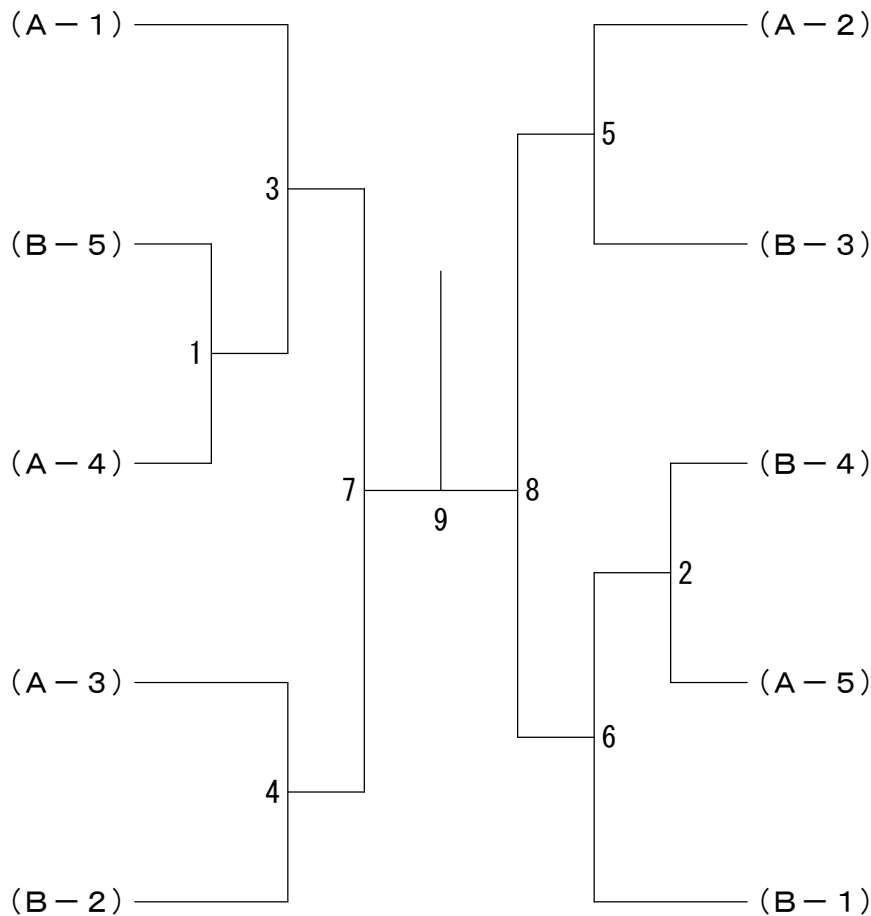 （A－1）
（A－2）
5
3
（B－5）
（B－3）
1
（A－4）
（B－4）
7
8
9
2
（A－3）
（A－5）
6
4
（B－2）
（B－1）